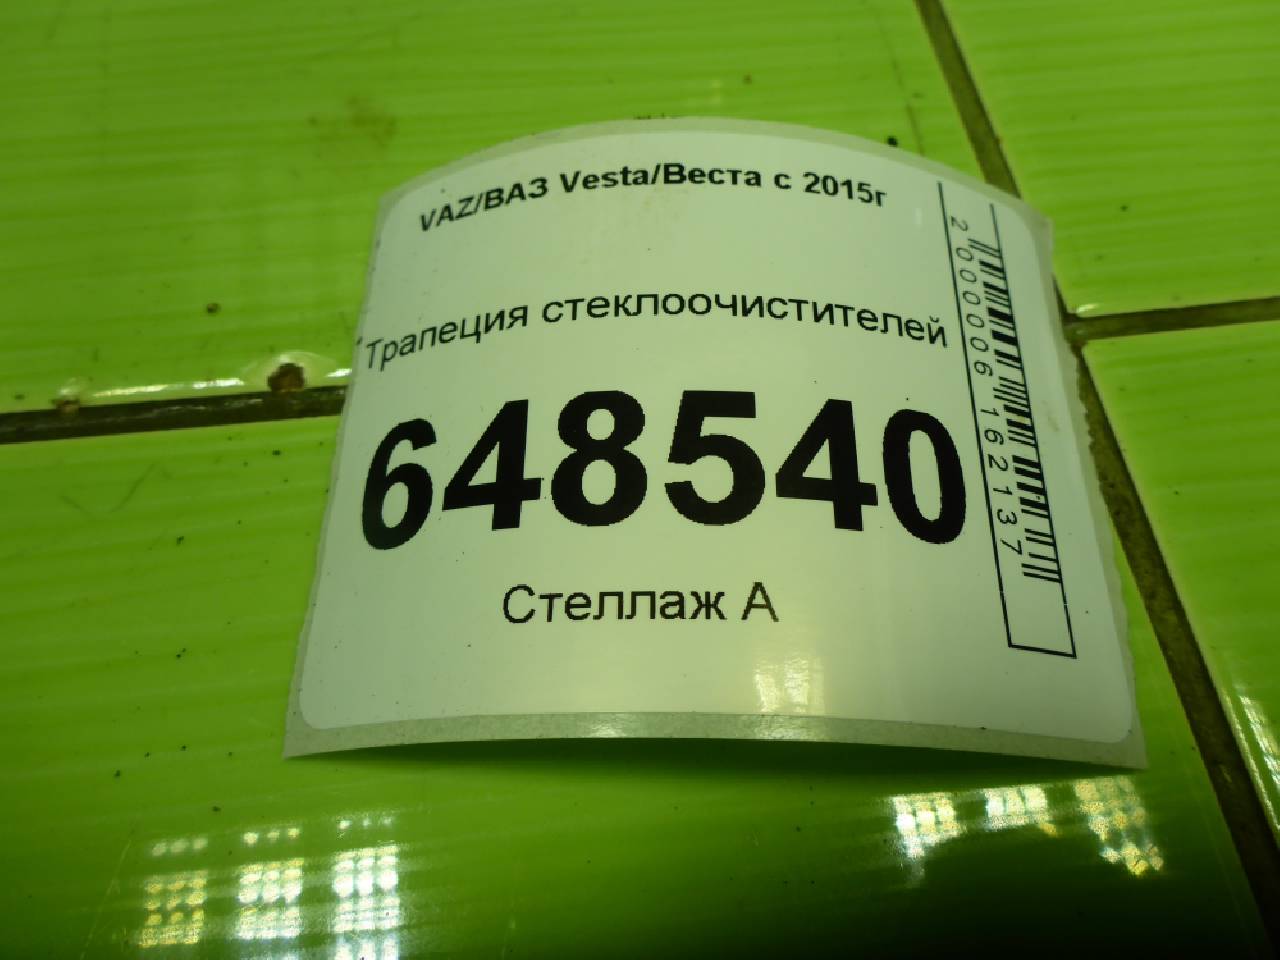 VAZ/ВАЗ Vesta/Веста с 2015г
Трапеция стеклоочистителей
648540
Стеллаж А
2000006162137